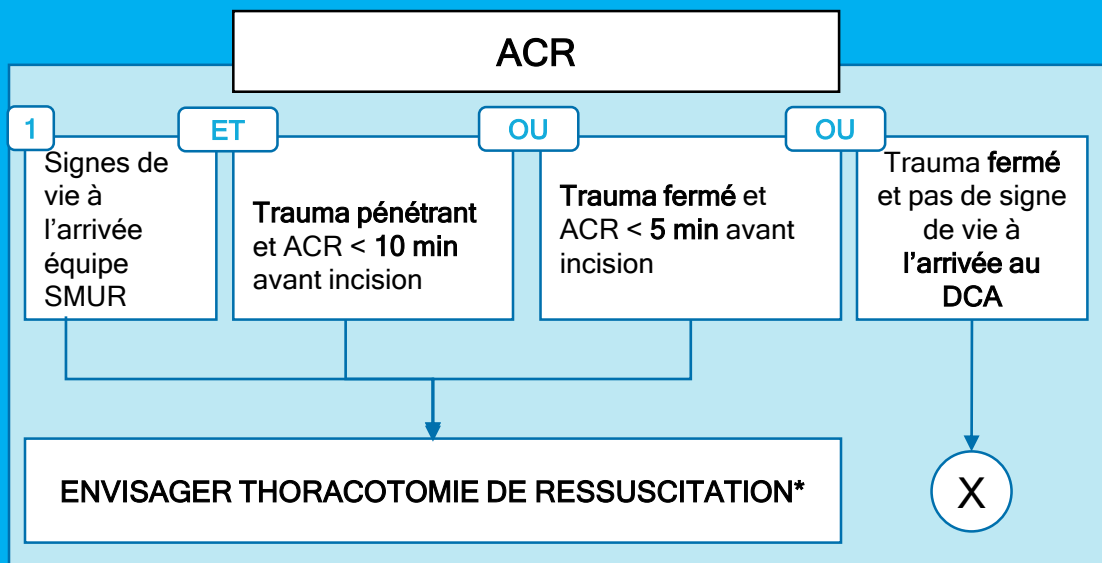 ACR
1
ET
OU
OU
Signes de
vie à
l'arrivée
équipe
SMUR
Trauma pénétrant
et ACR < 10 min
avant incision
Trauma fermé et
ACR < 5 min avant
incision
Trauma fermé
et pas de signe
de vie à
l'arrivée au
DCA
ENVISAGER THORACOTOMIE DE RESSUSCITATION*
X